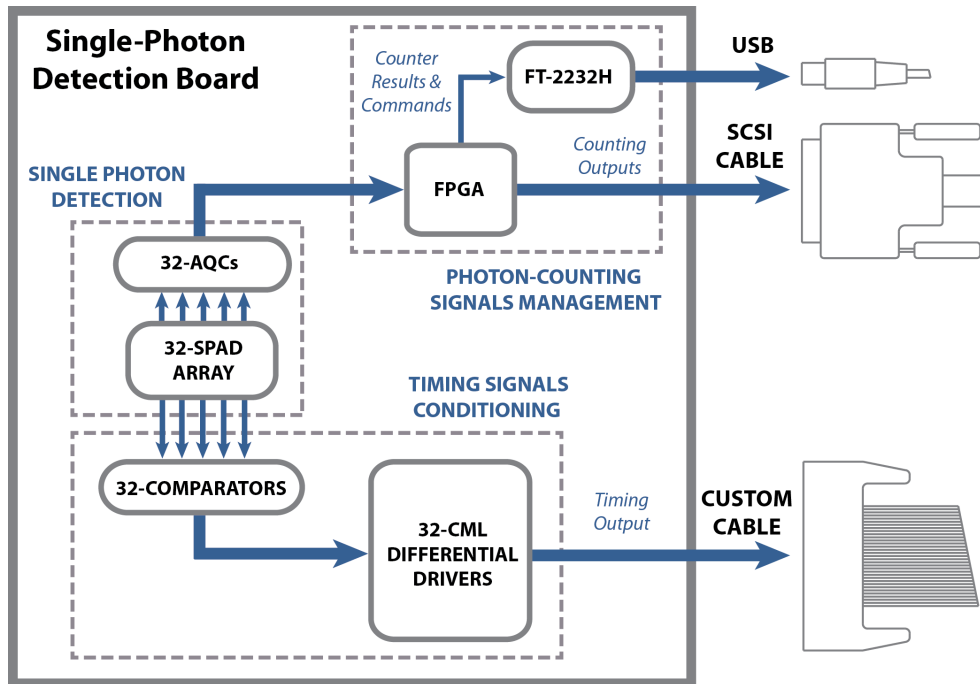 Single-Photon
Detection Board
Counter
Results &
Commands
FT-2232H
USB
SCSI
CABLE
Counting
Outputs
FPGA
SINGLE PHOTON
DETECTION
32-AQCs
PHOTON-COUNTING
SIGNALS MANAGEMENT
32-SPAD
ARRAY
TIMING SIGNALS
CONDITIONING
32-COMPARATORS
32-CML
DIFFERENTIAL
DRIVERS
Timing
Output
CUSTOM
CABLE